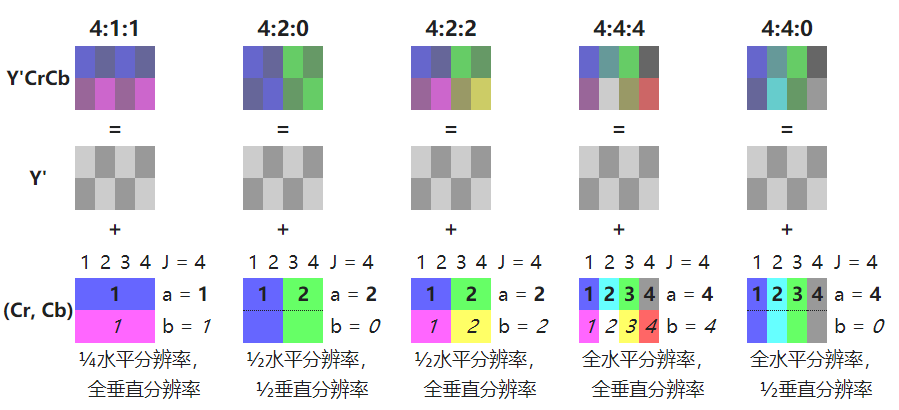 4:1:1 4:2:0 4:2:2 4:4:4 4:4:0
Y'CrCb
= = = = =
Y'
+ + + + +
1 2 3 4 J = 4 1 2 3 4 J = 4 1 2 3 4 J = 4 1 2 3 4 J = 4 1 2 3 4 J = 4
1 a = 1 1 2 a = 2 1 2 a = 2 1 2 3 4 a = 4 1 2 3 4 a = 4
(Cr, Cb)
1 b = 1 b = 0 1 2 b = 2 1 2 3 4 b = 4 b = 0
¼水平分辨率, ½水平分辨率, ½水平分辨率, 全水平分辨率, 全水平分辨率,
全垂直分辨率 ½垂直分辨率 全垂直分辨率 全垂直分辨率 ½垂直分辨率